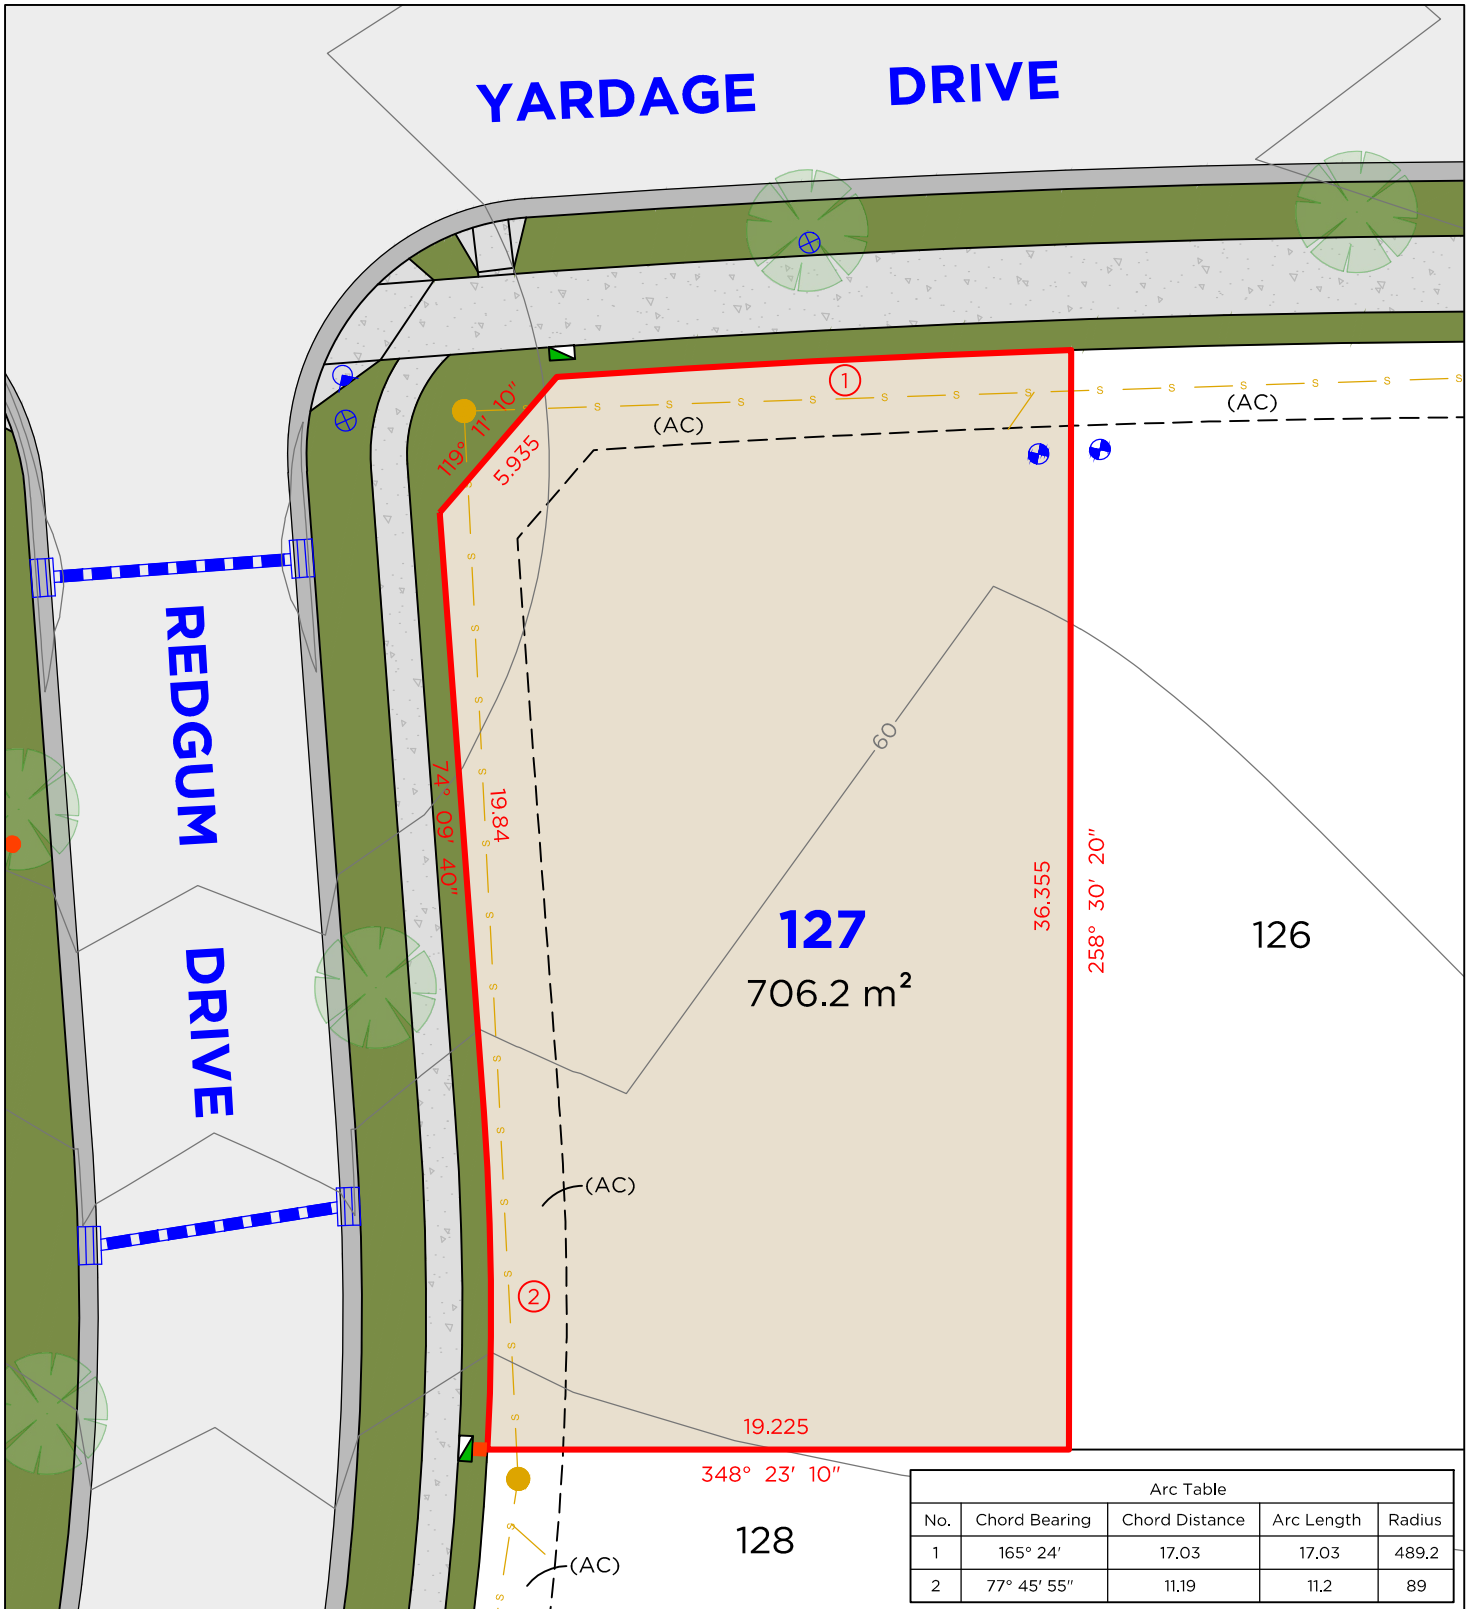 YARDAGE DRIVE
1
(AC)
(AC)
119° 11' 10"
5.935
REDGUM DRIVE
74° 09' 40"
19.84
60
36.355
258° 30' 20"
127
706.2 m²
126
(AC)
2
19.225
348° 23' 10"
128
(AC)
Arc Table
No. Chord Bearing Chord Distance Arc Length Radius
1 165° 24' 17.03 17.03 489.2
2 77° 45' 55" 11.19 11.2 89